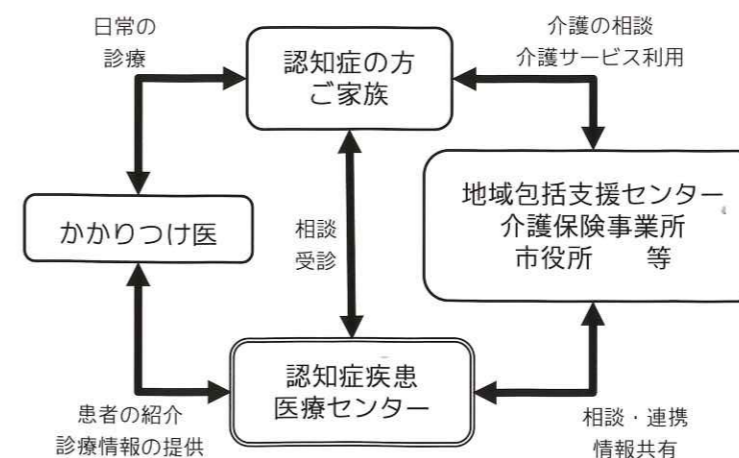 日常の
診療
認知症の方
ご家族
介護の相談
介護サービス利用
かかりつけ医
相談
受診
地域包括支援センター
介護保険事業所
市役所　　等
認知症疾患
医療センター
患者の紹介
診療情報の提供
相談・連携
情報共有